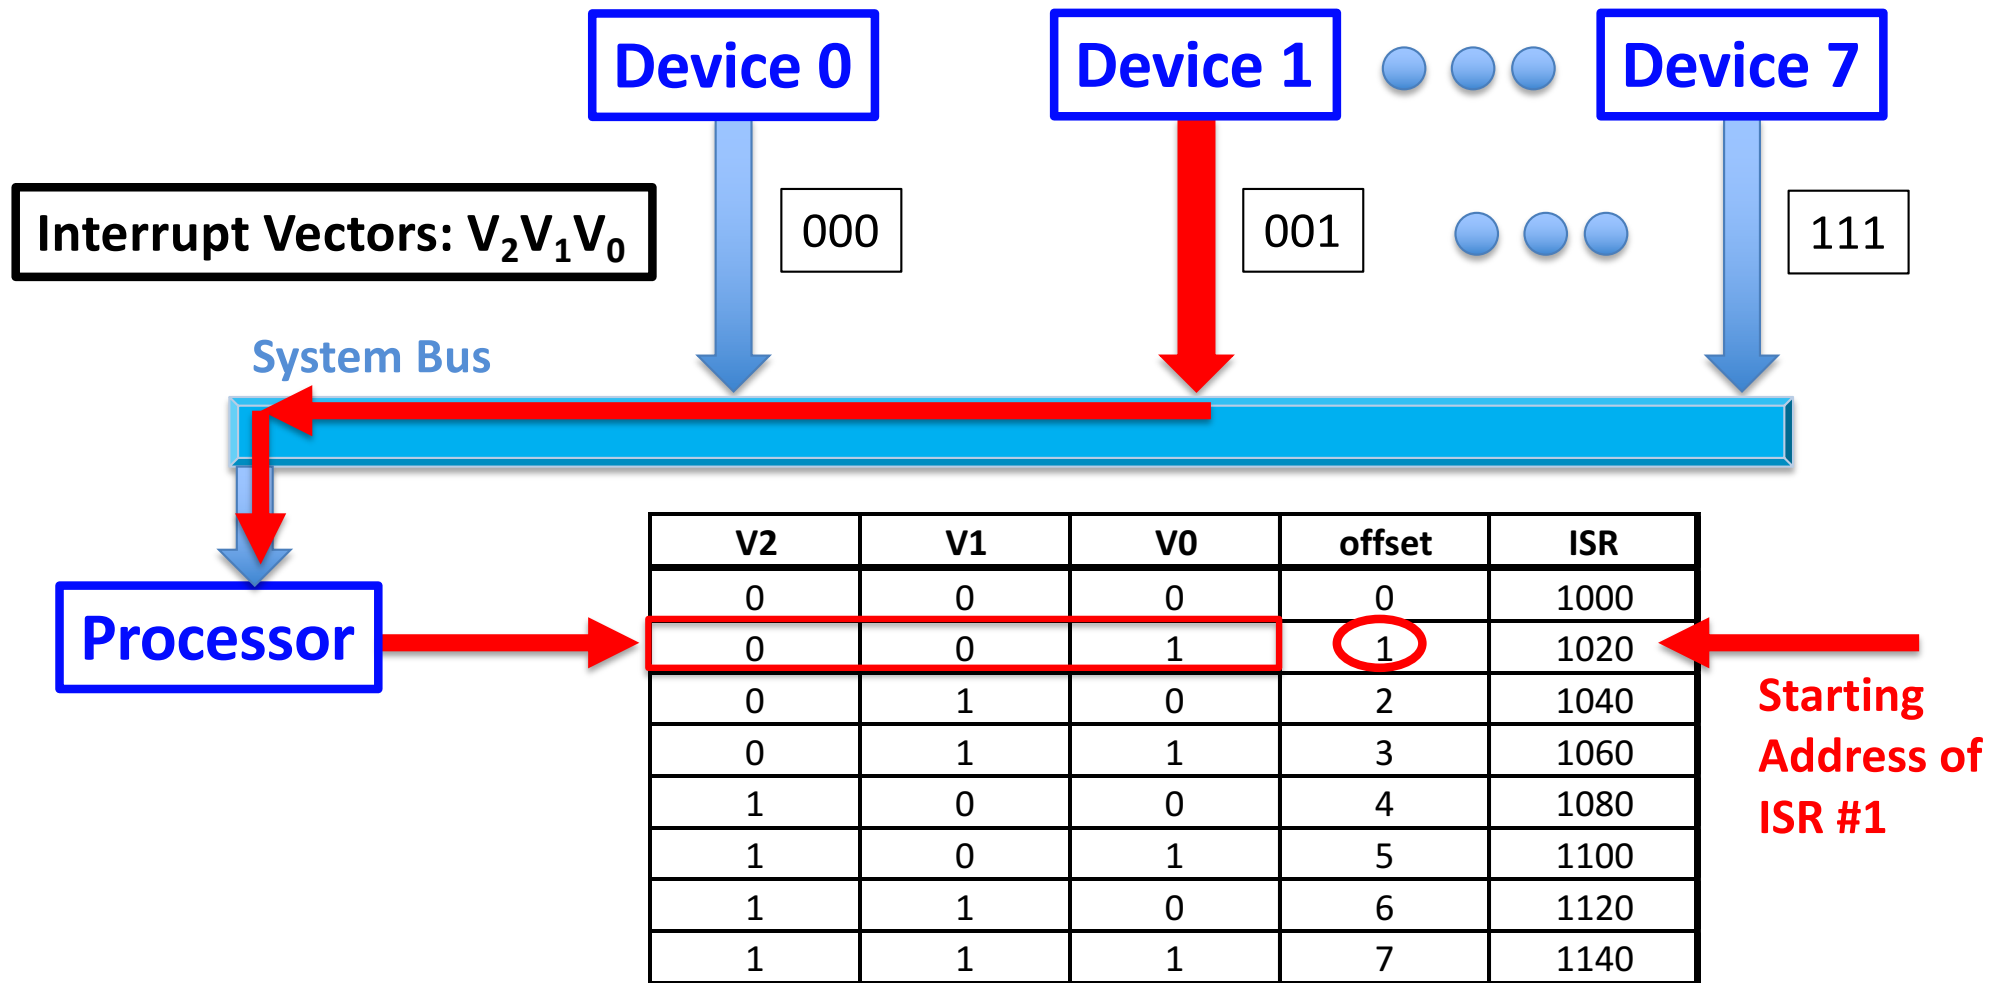 Device 0
Device 1
Device 7
Interrupt Vectors: V₂V₁V₀
000
001
111
System Bus
Processor
V2 V1 V0 offset ISR
0 0 0 0 1000
0 0 1 1 1020
0 1 0 2 1040
0 1 1 3 1060
1 0 0 4 1080
1 0 1 5 1100
1 1 0 6 1120
1 1 1 7 1140
Starting
Address of
ISR #1